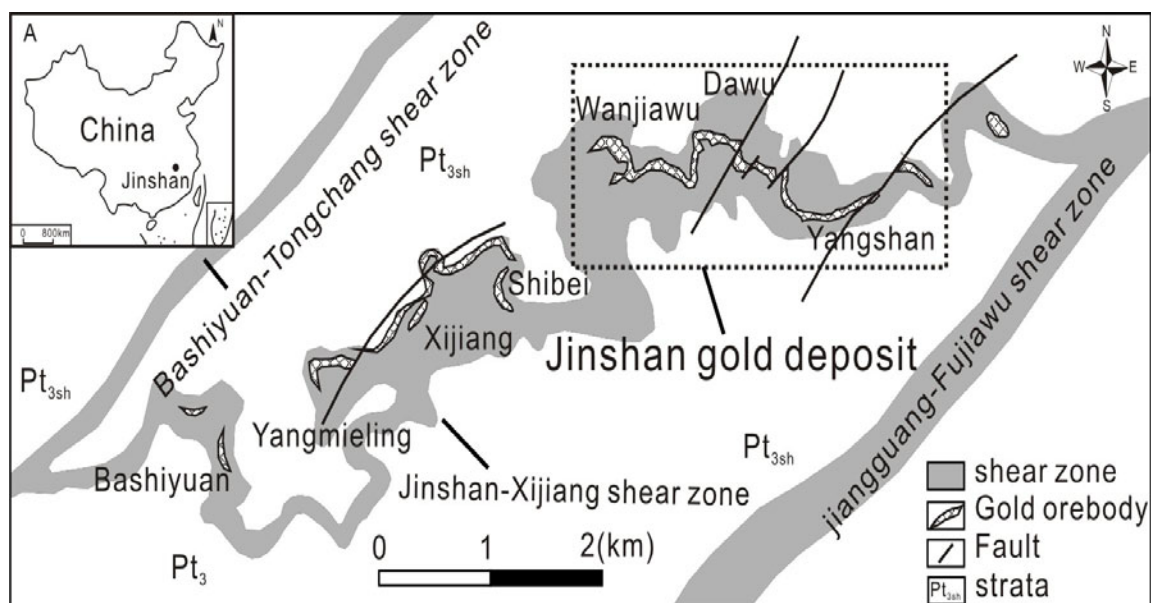 A
N
China
Jinshan
0 800km
Bashiyuan-Tongchang shear zone
Pt3sh
Wanjiawu
Dawu
N
W E
S
Yangshan
Shibei
Xijiang
Jinshan gold deposit
Pt3sh
Yangmieling
Bashiyuan
Jinshan-Xijiang shear zone
Pt3sh
jiangguang-Fujiawu shear zone
Pt3
0 1 2(km)
shear zone
Gold orebody
Fault
Pt3sh strata